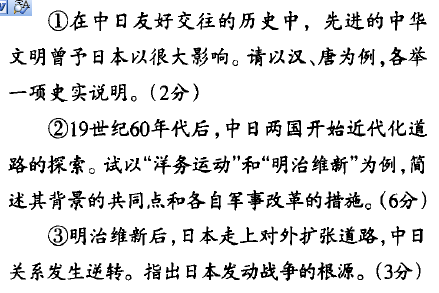 ①在中日友好交往的历史中，先进的中华
文明曾予日本以很大影响。请以汉、唐为例,各举
一项史实说明。(2分)
②19世纪60年代后,中日两国开始近代化道
路的探索。试以“洋务运动”和“明治维新”为例,简
述其背景的共同点和各自军事改革的措施。(6分)
③明治维新后,日本走上对外扩张道路,中日
关系发生逆转。指出日本发动战争的根源。(3分)